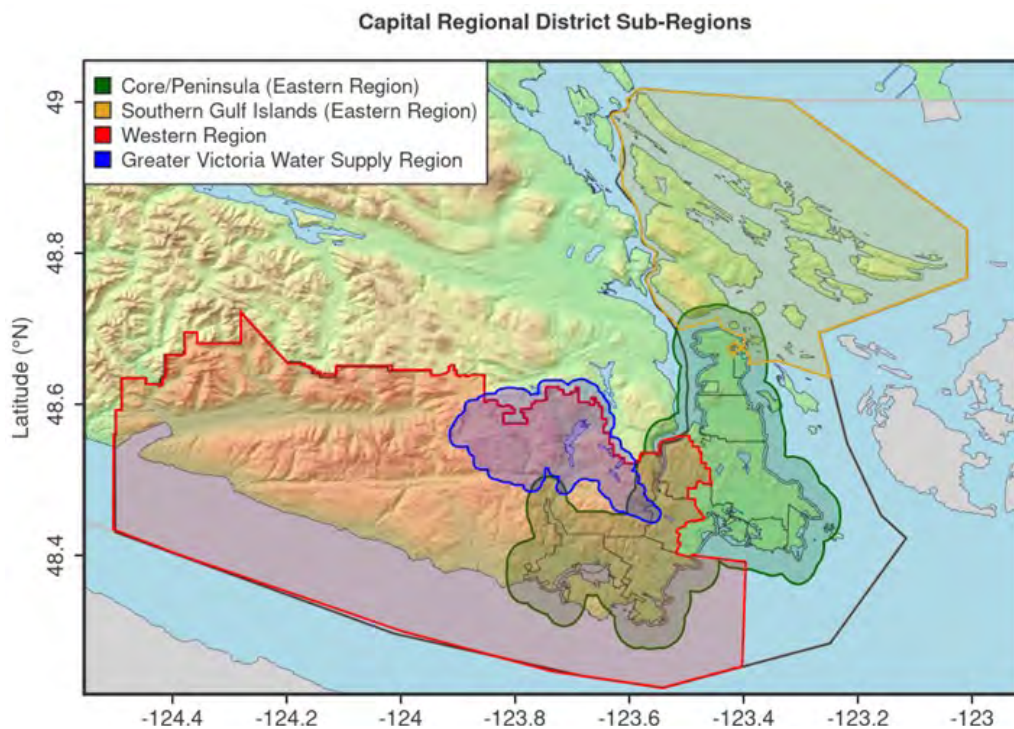 Capital Regional District Sub-Regions
Core/Peninsula (Eastern Region)
Southern Gulf Islands (Eastern Region)
Western Region
Greater Victoria Water Supply Region
Latitude (°N)
49
48.8
48.6
48.4
-124.4
-124.2
-124
-123.8
-123.6
-123.4
-123.2
-123